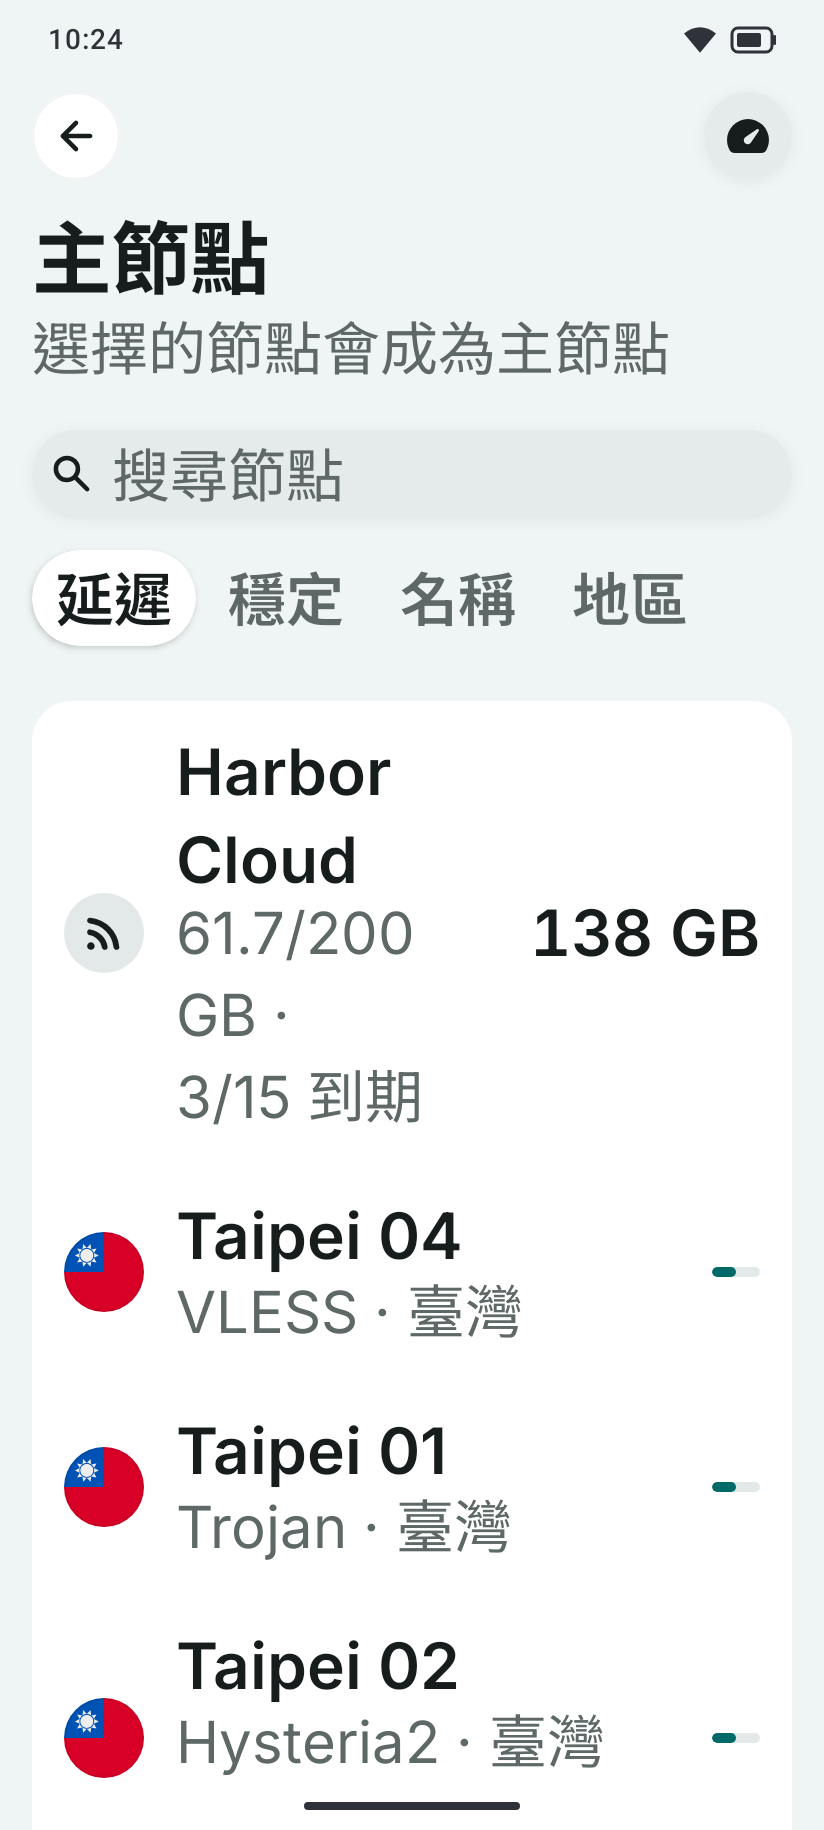 10:24
主節點
選擇的節點會成為主節點
搜尋節點
延遲 穩定 名稱 地區
Harbor
Cloud
61.7/200
GB ·
3/15 到期
138 GB
Taipei 04
VLESS · 臺灣
Taipei 01
Trojan · 臺灣
Taipei 02
Hysteria2 · 臺灣